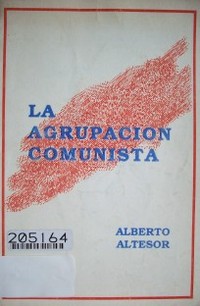 LA
AGRUPACION
COMUNISTA
ALBERTO
ALTESOR
205164